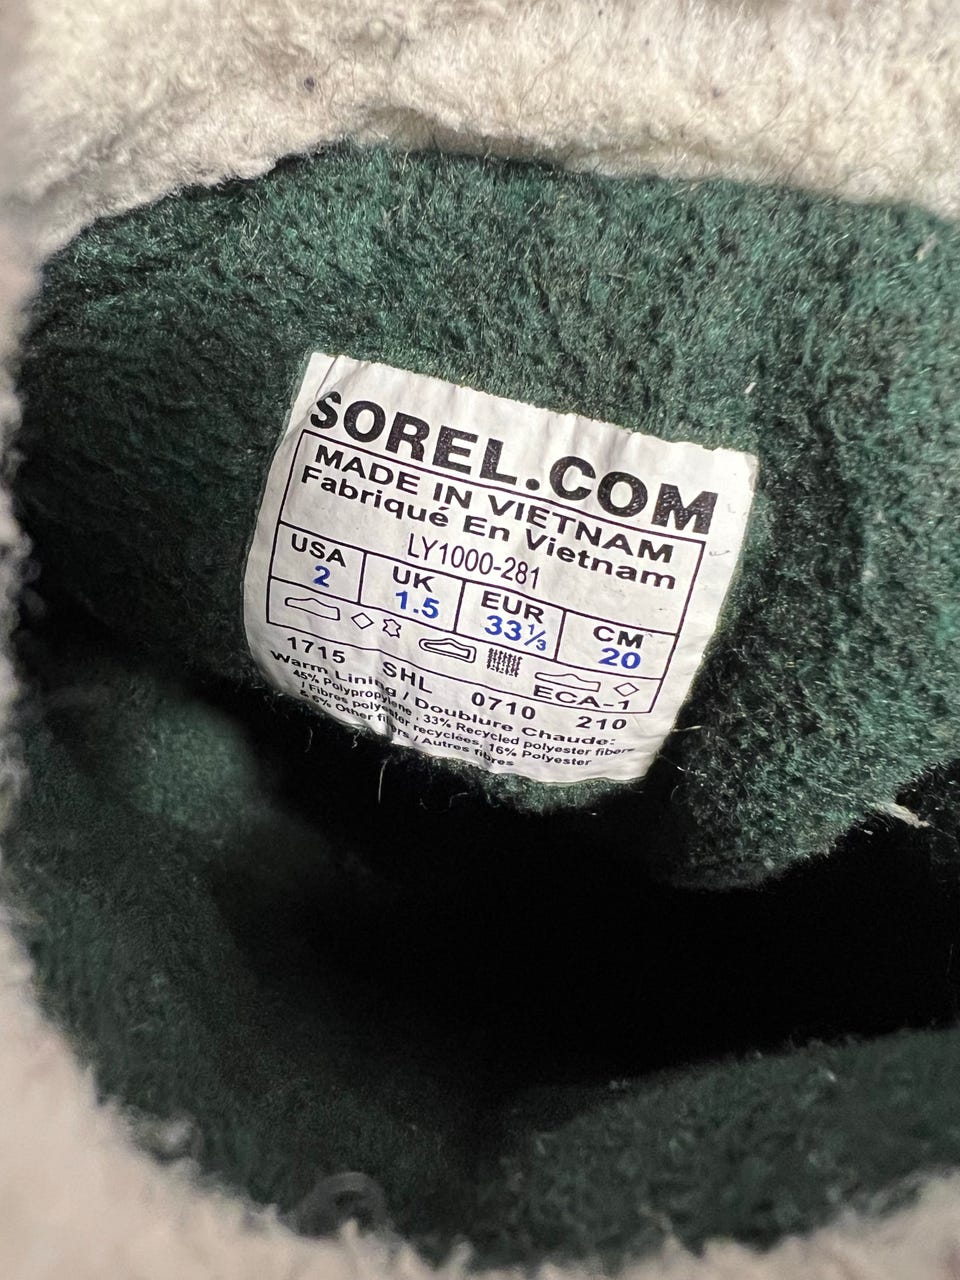 SOREL.COM
MADE IN VIETNAM
Fabriqué En Vietnam
LY1000-281
USA UK EUR CM
2 1.5 33⅓ 20
ECA-1
1715 SHL 0710 210
Warm Lining / Doublure Chaude:
45% Polypropylene , 33% Recycled polyester fibers
/ Fibres polyester recyclées, 16% Polyester
& 6% Other fibers / Autres fibres